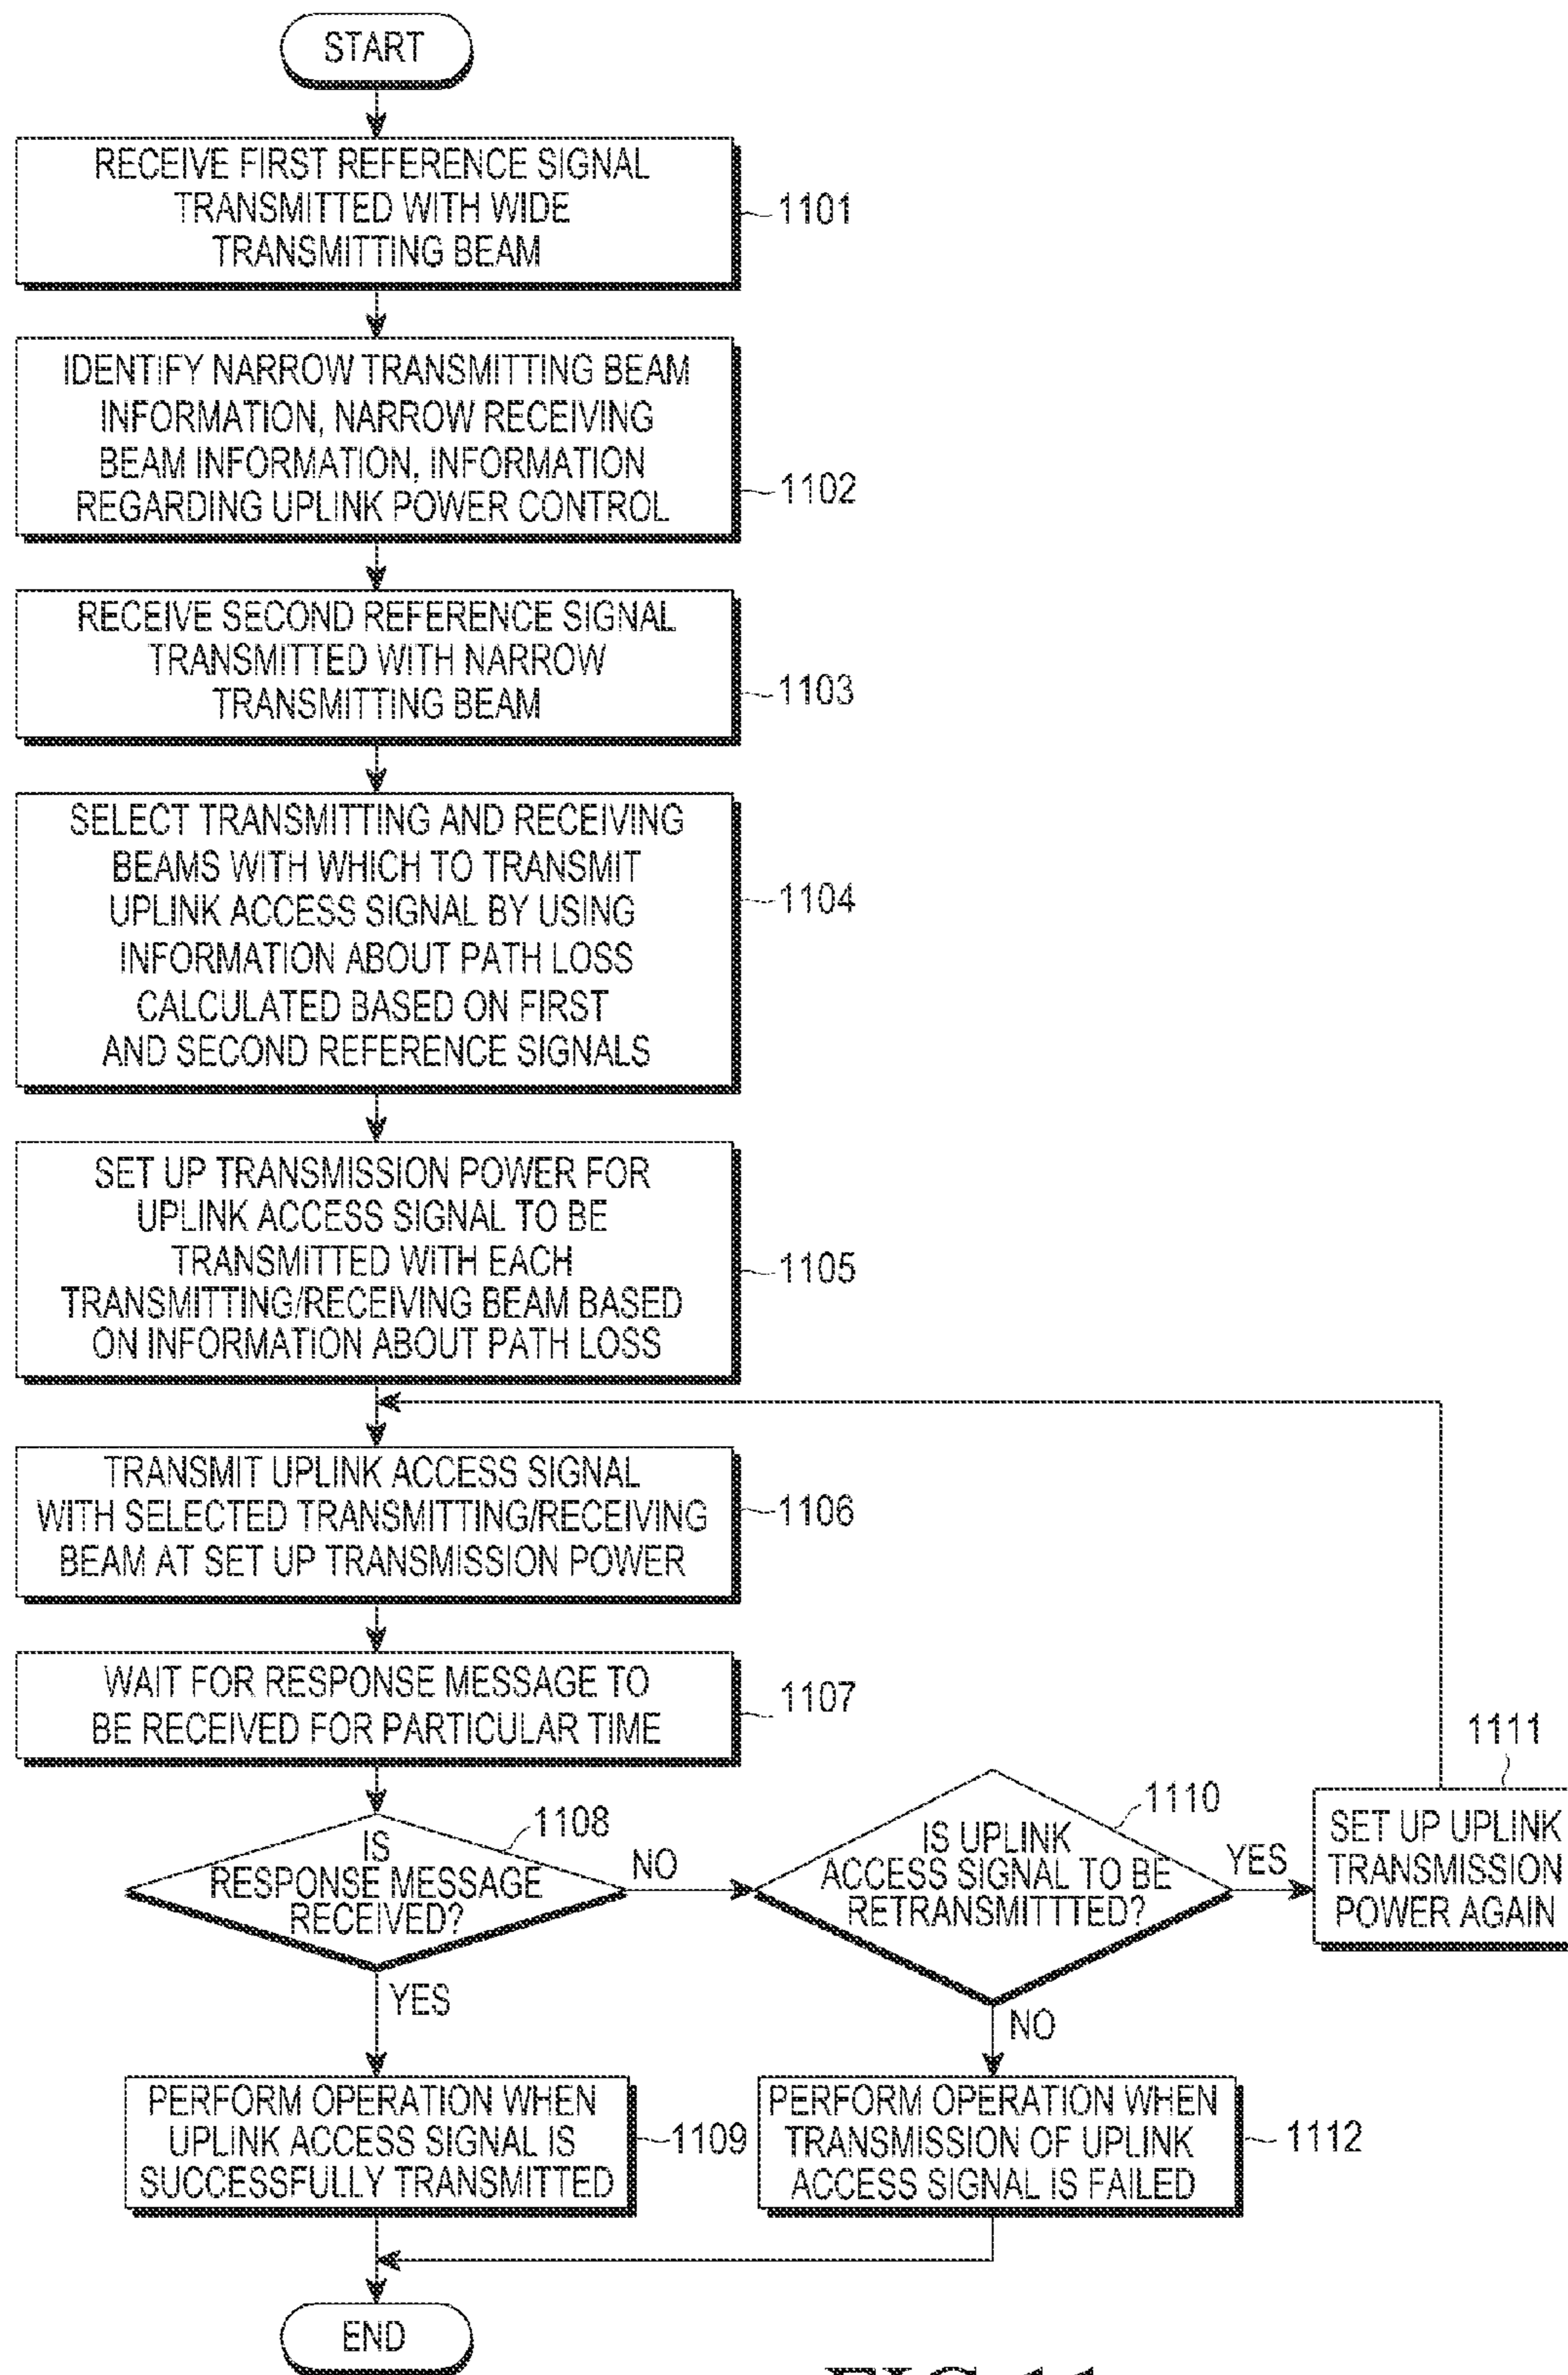 START
RECEIVE FIRST REFERENCE SIGNAL
TRANSMITTED WITH WIDE
TRANSMITTING BEAM
1101
IDENTIFY NARROW TRANSMITTING BEAM
INFORMATION, NARROW RECEIVING
BEAM INFORMATION, INFORMATION
REGARDING UPLINK POWER CONTROL
1102
RECEIVE SECOND REFERENCE SIGNAL
TRANSMITTED WITH NARROW
TRANSMITTING BEAM
1103
SELECT TRANSMITTING AND RECEIVING
BEAMS WITH WHICH TO TRANSMIT
UPLINK ACCESS SIGNAL BY USING
INFORMATION ABOUT PATH LOSS
CALCULATED BASED ON FIRST
AND SECOND REFERENCE SIGNALS
1104
SET UP TRANSMISSION POWER FOR
UPLINK ACCESS SIGNAL TO BE
TRANSMITTED WITH EACH
TRANSMITTING/RECEIVING BEAM BASED
ON INFORMATION ABOUT PATH LOSS
1105
TRANSMIT UPLINK ACCESS SIGNAL
WITH SELECTED TRANSMITTING/RECEIVING
BEAM AT SET UP TRANSMISSION POWER
1106
WAIT FOR RESPONSE MESSAGE TO
BE RECEIVED FOR PARTICULAR TIME
1107
IS
RESPONSE MESSAGE
RECEIVED?
1108
NO
YES
IS UPLINK
ACCESS SIGNAL TO BE
RETRANSMITTTED?
1110
YES
NO
SET UP UPLINK
TRANSMISSION
POWER AGAIN
1111
PERFORM OPERATION WHEN
UPLINK ACCESS SIGNAL IS
SUCCESSFULLY TRANSMITTED
1109
PERFORM OPERATION WHEN
TRANSMISSION OF UPLINK
ACCESS SIGNAL IS FAILED
1112
END